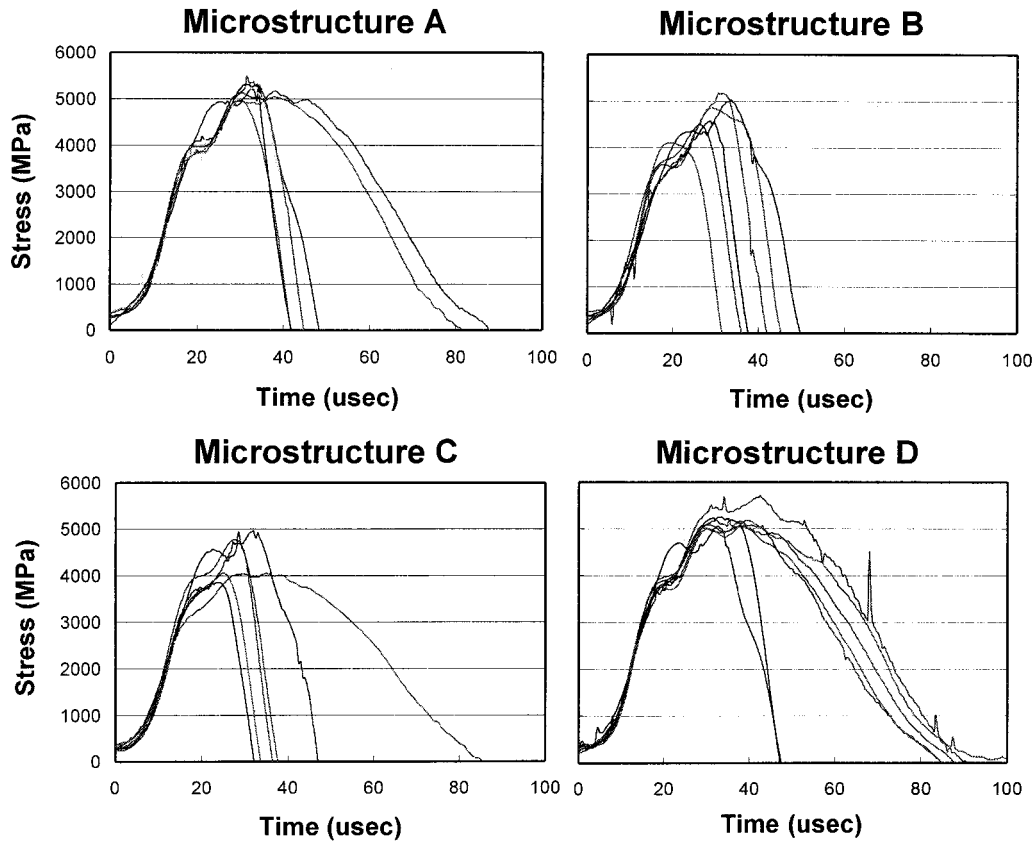 Microstructure A
Microstructure B
6000
5000
4000
3000
2000
1000
0
Stress (MPa)
0 20 40 60 80 100
0 20 40 60 80 100
Time (usec)
Time (usec)
Microstructure C
Microstructure D
6000
5000
4000
3000
2000
1000
0
Stress (MPa)
0 20 40 60 80 100
0 20 40 60 80 100
Time (usec)
Time (usec)